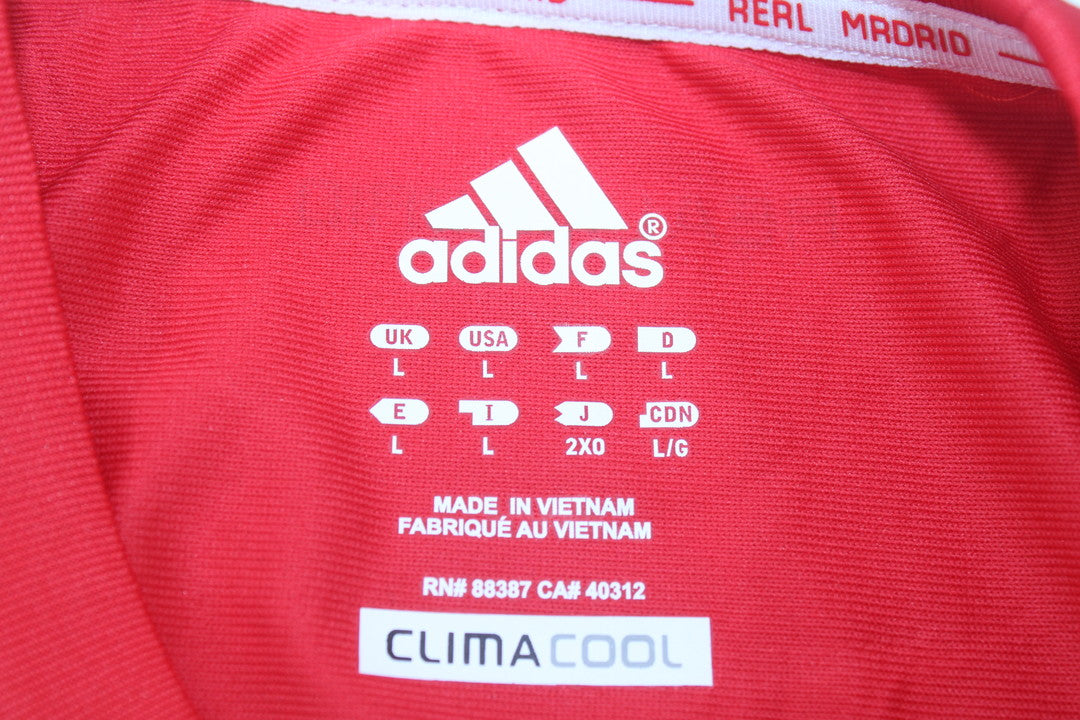 REAL MADRID
adidas®
UK USA F D
L L L L
E I J CDN
L L 2XO L/G
MADE IN VIETNAM
FABRIQUÉ AU VIETNAM
RN# 88387 CA# 40312
CLIMACOOL